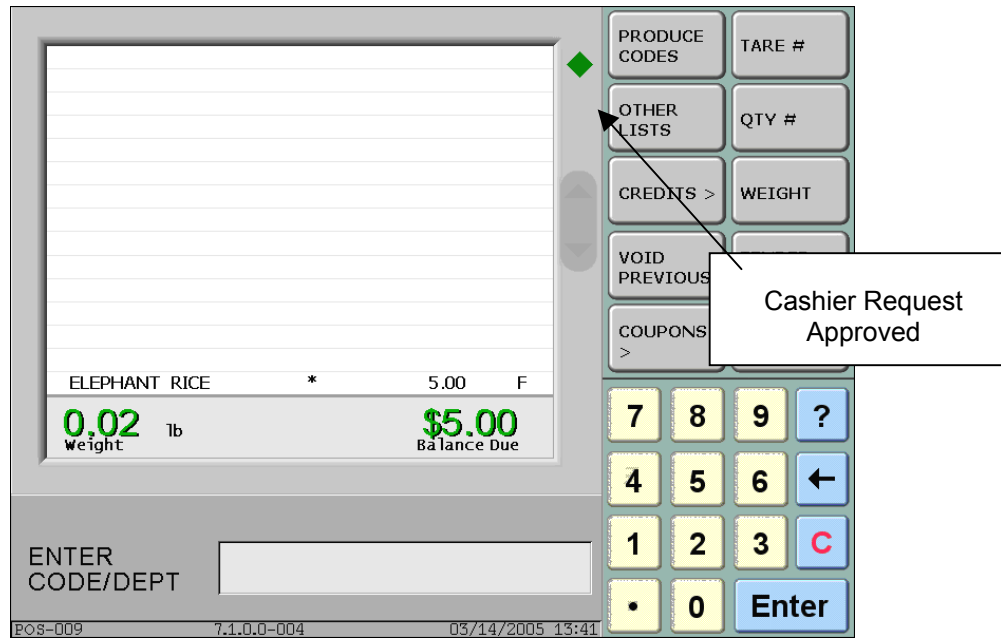 PRODUCE
CODES
TARE #
OTHER
LISTS
QTY #
CREDITS >
WEIGHT
VOID
PREVIOUS
Cashier Request
Approved
COUPONS
>
ELEPHANT RICE * 5.00 F
0.02 lb $5.00
Weight Balance Due
7 8 9 ?
4 5 6 ←
1 2 3 C
. 0 Enter
ENTER
CODE/DEPT
POS-009 7.1.0.0-004 03/14/2005 13:41